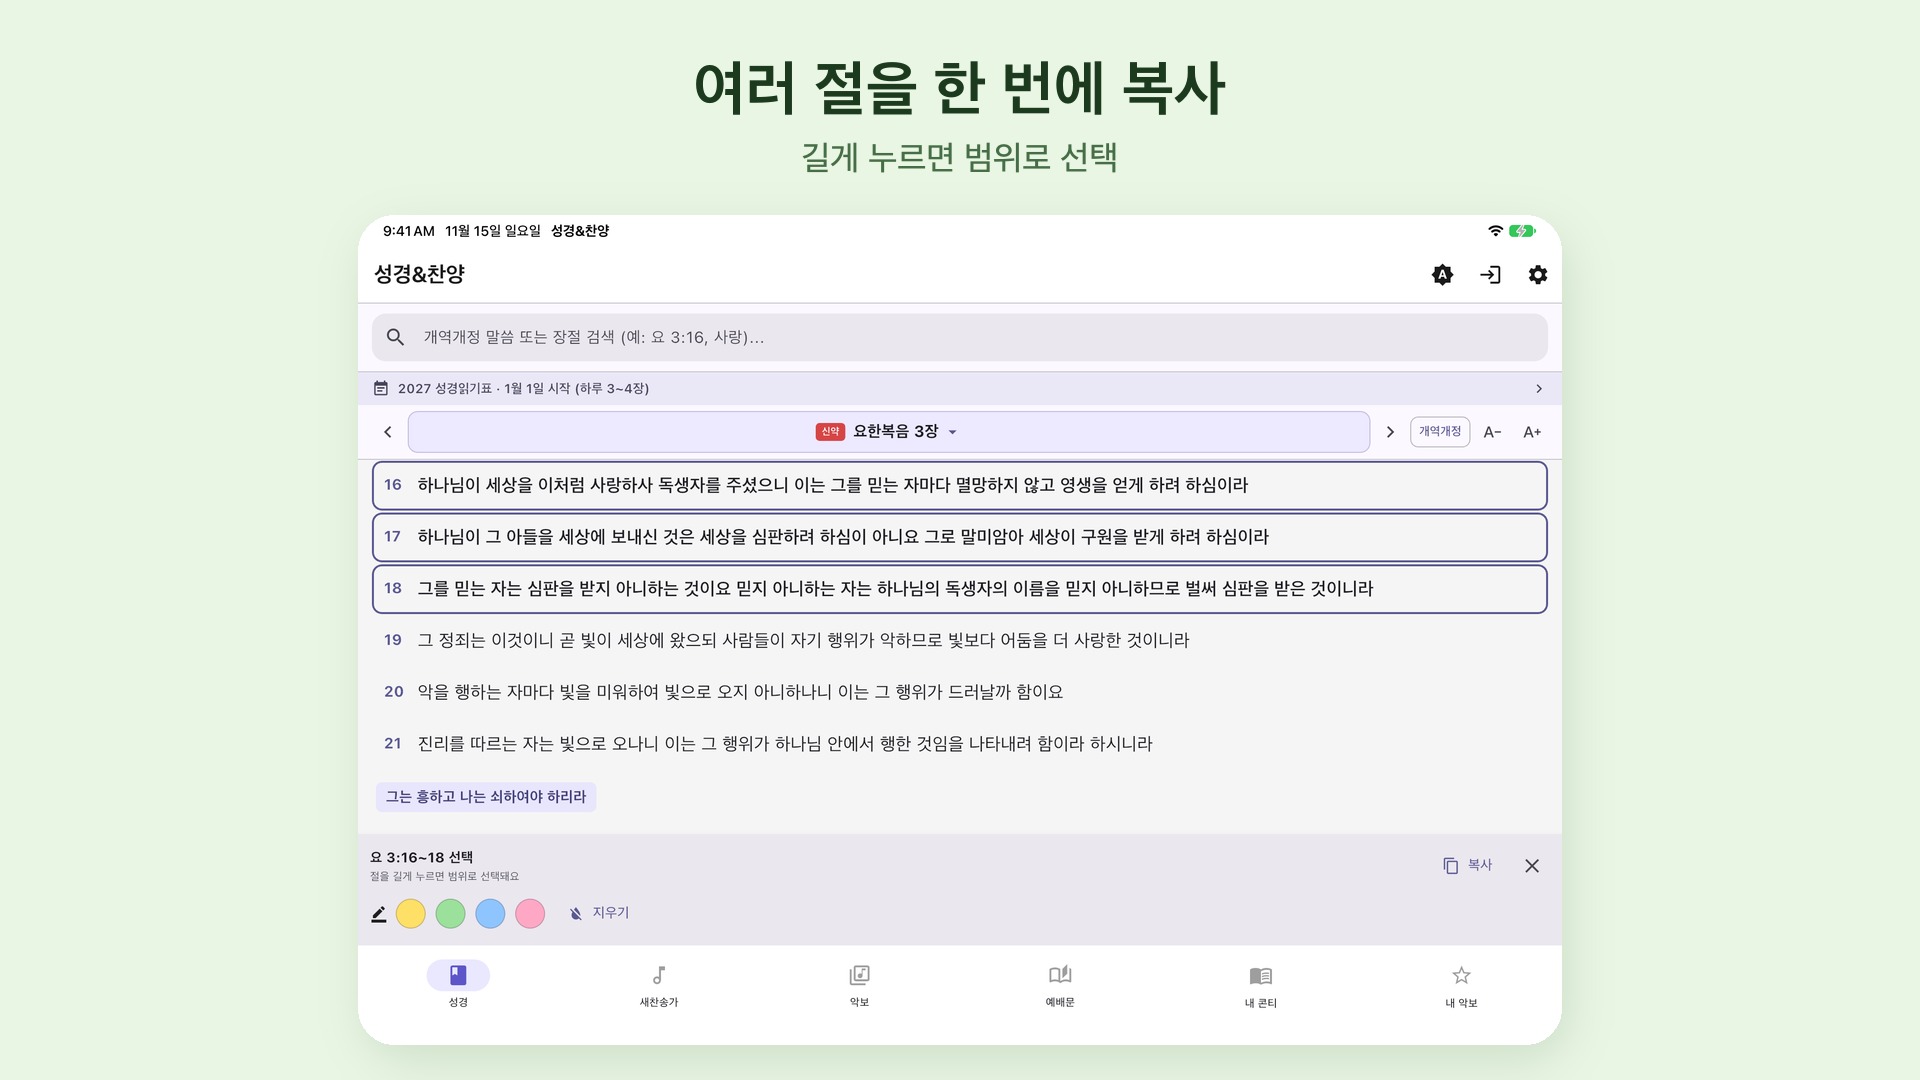 여러 절을 한 번에 복사
길게 누르면 범위로 선택
9:41 AM 11월 15일 일요일 성경&찬양
성경&찬양
A
개역개정 말씀 또는 장절 검색 (예: 요 3:16, 사랑)...
2027 성경읽기표 · 1월 1일 시작 (하루 3~4장)
신약 요한복음 3장 개역개정 A− A+
16 하나님이 세상을 이처럼 사랑하사 독생자를 주셨으니 이는 그를 믿는 자마다 멸망하지 않고 영생을 얻게 하려 하심이라
17 하나님이 그 아들을 세상에 보내신 것은 세상을 심판하려 하심이 아니요 그로 말미암아 세상이 구원을 받게 하려 하심이라
18 그를 믿는 자는 심판을 받지 아니하는 것이요 믿지 아니하는 자는 하나님의 독생자의 이름을 믿지 아니하므로 벌써 심판을 받은 것이니라
19 그 정죄는 이것이니 곧 빛이 세상에 왔으되 사람들이 자기 행위가 악하므로 빛보다 어둠을 더 사랑한 것이니라
20 악을 행하는 자마다 빛을 미워하여 빛으로 오지 아니하나니 이는 그 행위가 드러날까 함이요
21 진리를 따르는 자는 빛으로 오나니 이는 그 행위가 하나님 안에서 행한 것임을 나타내려 함이라 하시니라
그는 흥하고 나는 쇠하여야 하리라
요 3:16~18 선택
절을 길게 누르면 범위로 선택돼요
복사
지우기
성경 새찬송가 악보 예배문 내 콘티 내 악보